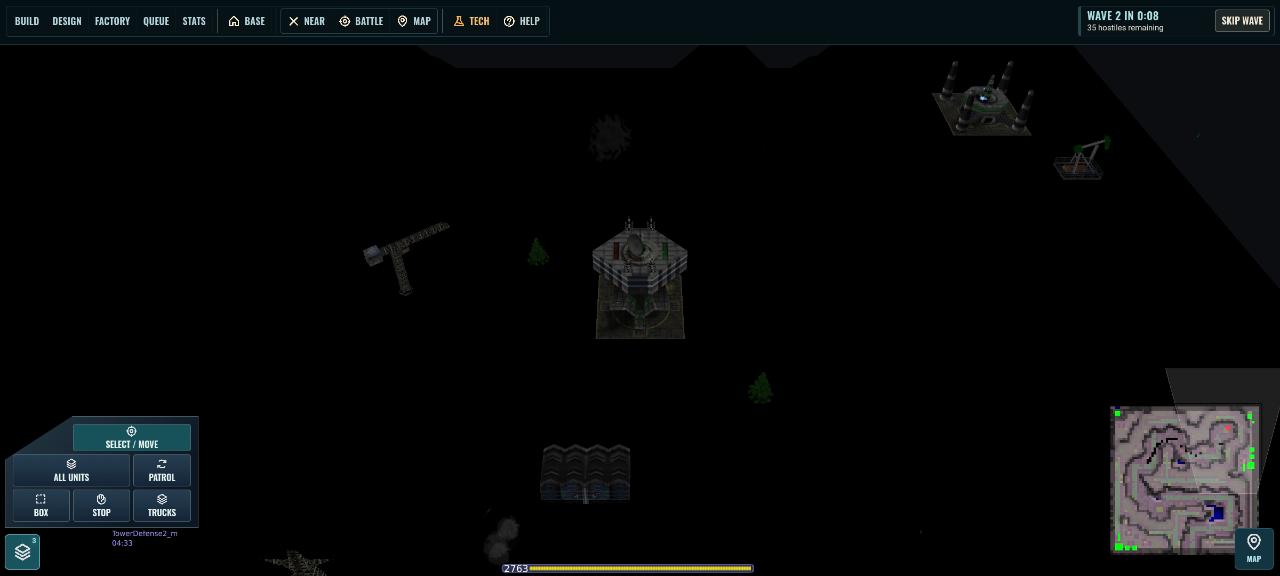 BUILD DESIGN FACTORY QUEUE STATS BASE NEAR BATTLE MAP TECH HELP
WAVE 2 IN 0:08
35 hostiles remaining
SKIP WAVE
SELECT / MOVE
ALL UNITS PATROL
BOX STOP TRUCKS
TowerDefense2_m
04:33
3
2763
MAP